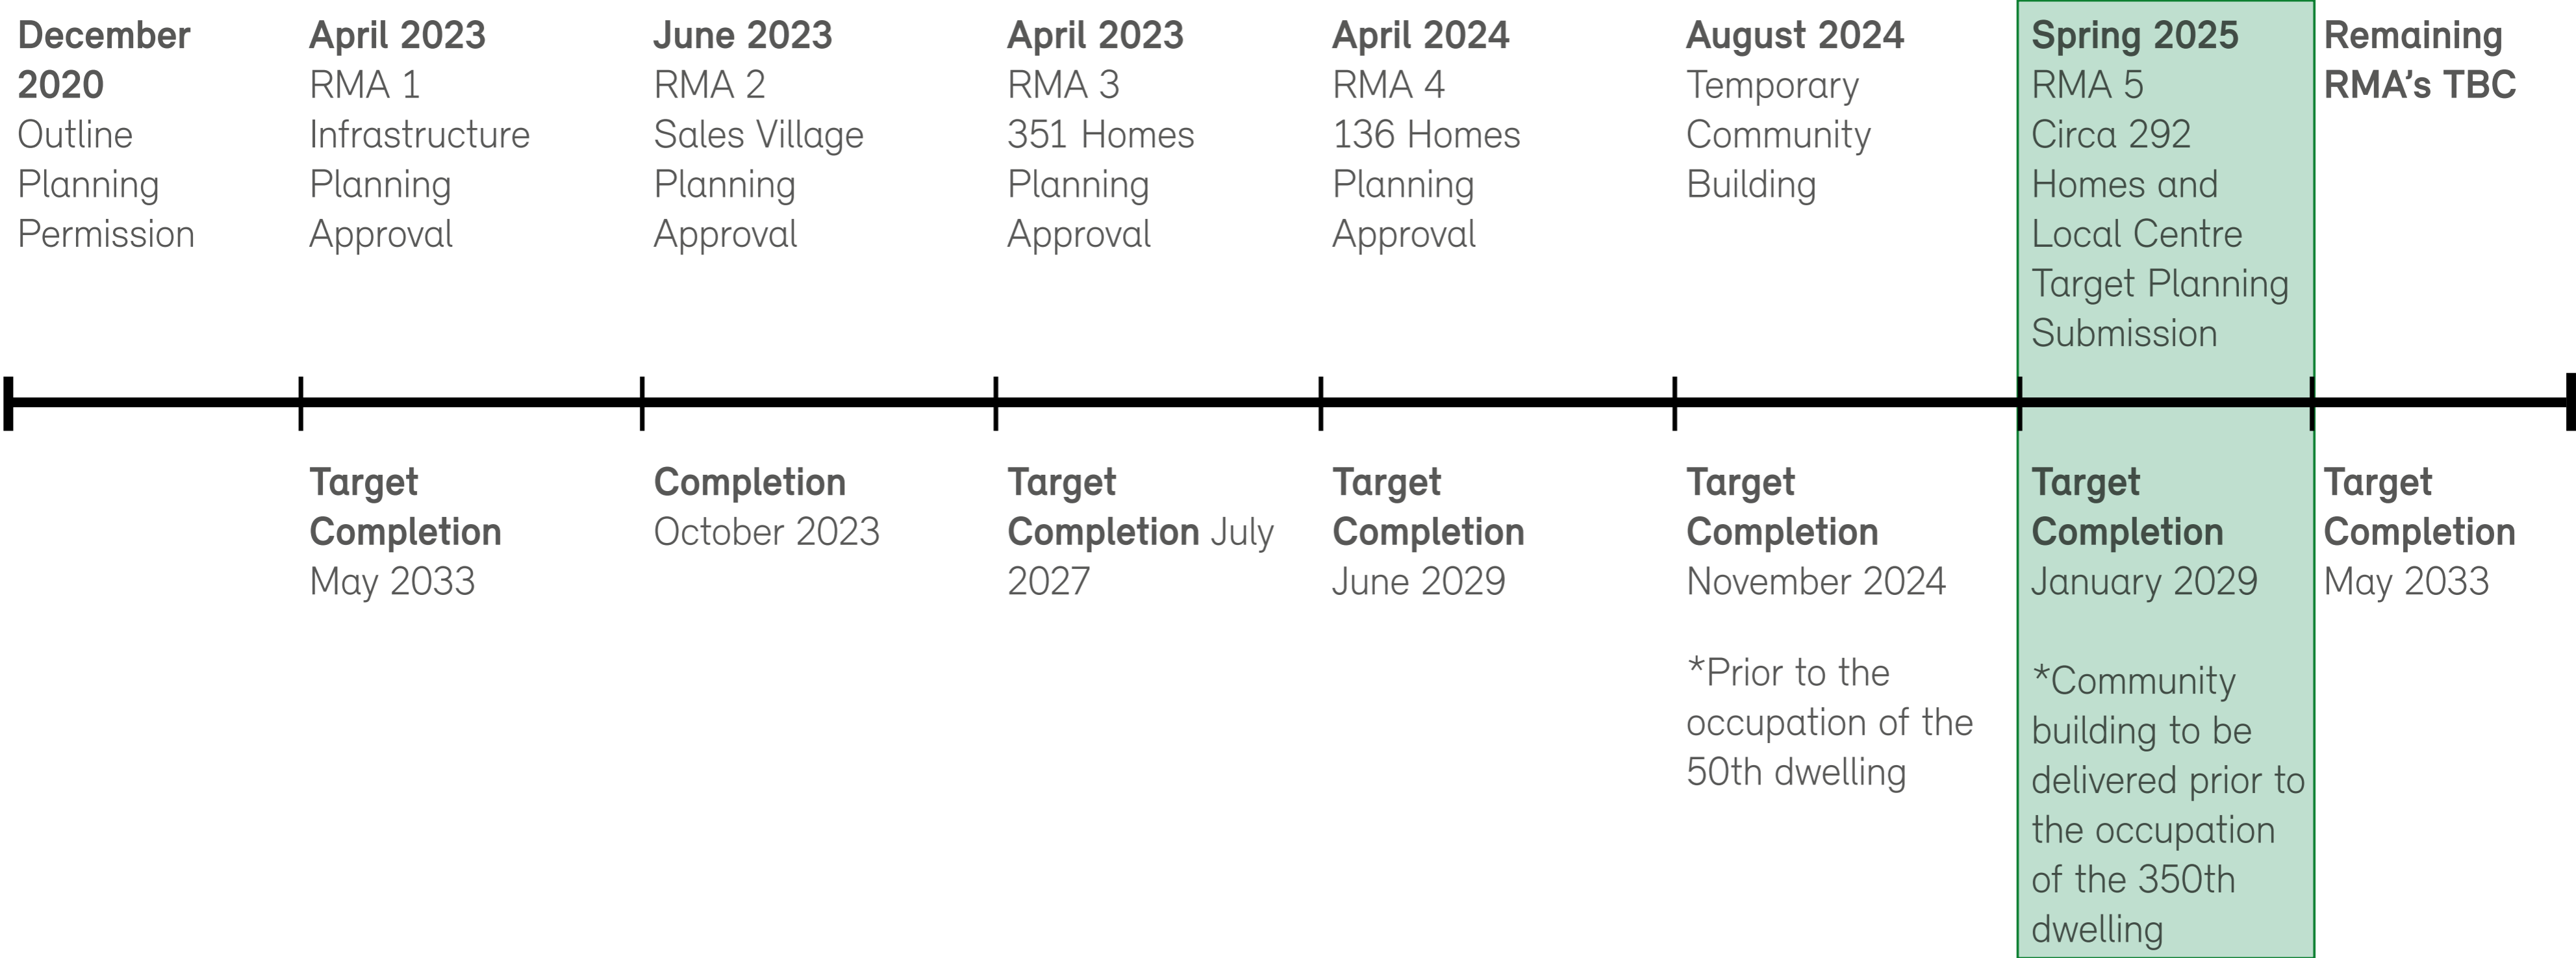 December
2020
Outline
Planning
Permission
April 2023
RMA 1
Infrastructure
Planning
Approval
June 2023
RMA 2
Sales Village
Planning
Approval
April 2023
RMA 3
351 Homes
Planning
Approval
April 2024
RMA 4
136 Homes
Planning
Approval
August 2024
Temporary
Community
Building
Spring 2025
RMA 5
Circa 292
Homes and
Local Centre
Target Planning
Submission
Remaining
RMA’s TBC
Target
Completion
May 2033
Completion
October 2023
Target
Completion July
2027
Target
Completion
June 2029
Target
Completion
November 2024
*Prior to the
occupation of the
50th dwelling
Target
Completion
January 2029
*Community
building to be
delivered prior to
the occupation
of the 350th
dwelling
Target
Completion
May 2033